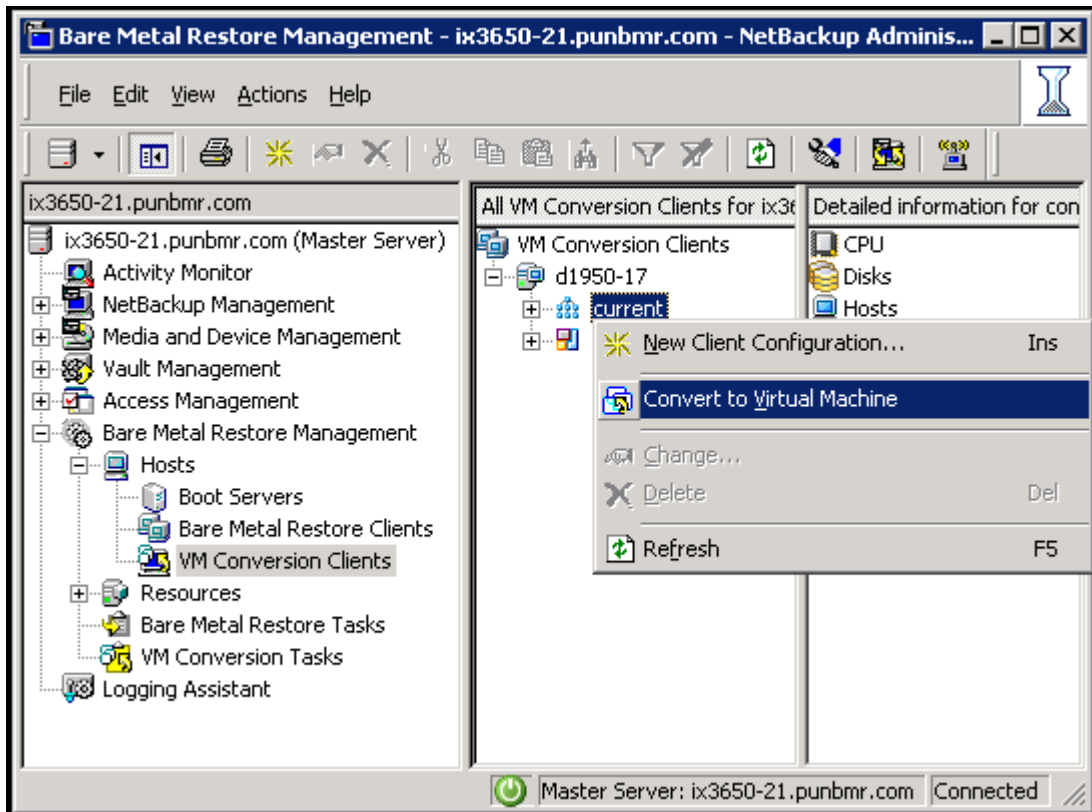 Bare Metal Restore Management - ix3650-21.punbmr.com - NetBackup Adminis...
File Edit View Actions Help
ix3650-21.punbmr.com
ix3650-21.punbmr.com (Master Server)
Activity Monitor
NetBackup Management
Media and Device Management
Vault Management
Access Management
Bare Metal Restore Management
Hosts
Boot Servers
Bare Metal Restore Clients
VM Conversion Clients
Resources
Bare Metal Restore Tasks
VM Conversion Tasks
Logging Assistant
All VM Conversion Clients for ix36
VM Conversion Clients
d1950-17
current
Detailed information for con
CPU
Disks
Hosts
New Client Configuration... Ins
Convert to Virtual Machine
Change...
Delete Del
Refresh F5
Master Server: ix3650-21.punbmr.com Connected